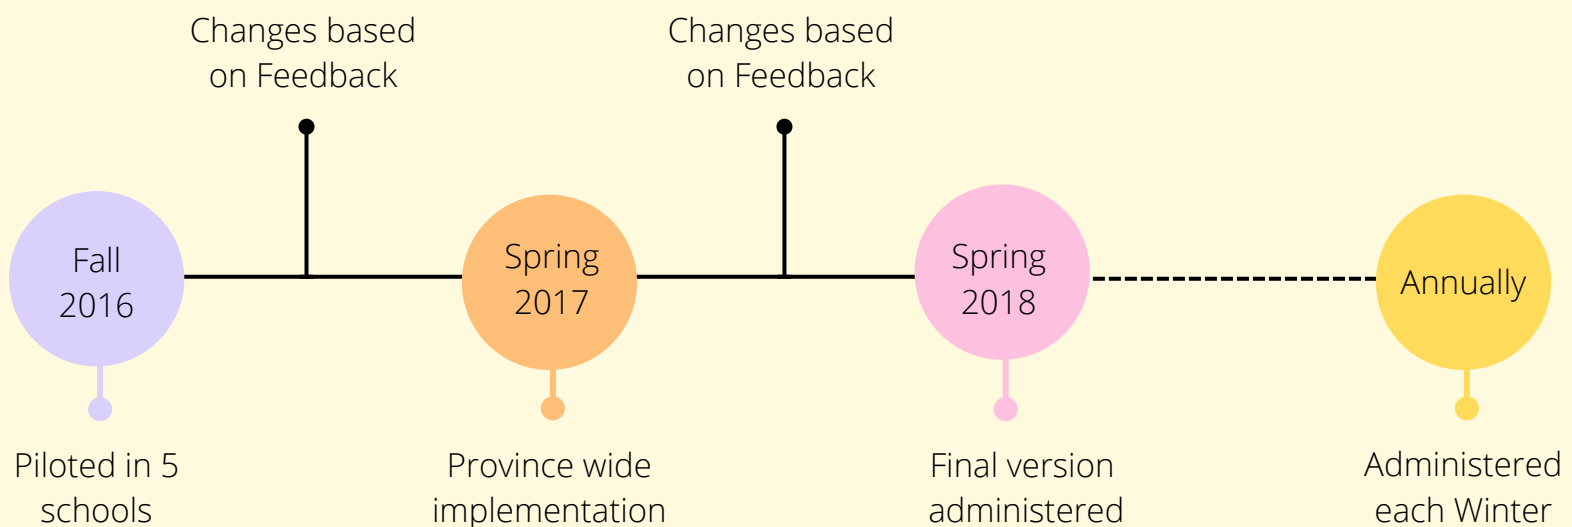 Changes based
on Feedback
Changes based
on Feedback
Fall
2016
Spring
2017
Spring
2018
Annually
Piloted in 5
schools
Province wide
implementation
Final version
administered
Administered
each Winter